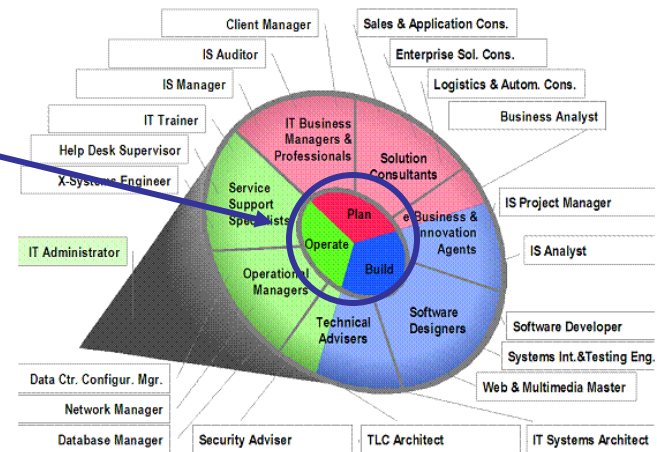 Client Manager
Sales & Application Cons.
IS Auditor
Enterprise Sol. Cons.
IS Manager
Logistics & Autom. Cons.
IT Trainer
Business Analyst
Help Desk Supervisor
X-Systems Engineer
IT Business
Managers &
Professionals
Solution
Consultants
Service
Support
Specialists
Plan
e Business &
Innovation
Agents
Operate
Build
IS Project Manager
IS Analyst
IT Administrator
Operational
Managers
Technical
Advisers
Software
Designers
Software Developer
Systems Int.&Testing Eng.
Web & Multimedia Master
Data Ctr. Configur. Mgr.
Network Manager
Database Manager
Security Adviser
TLC Architect
IT Systems Architect